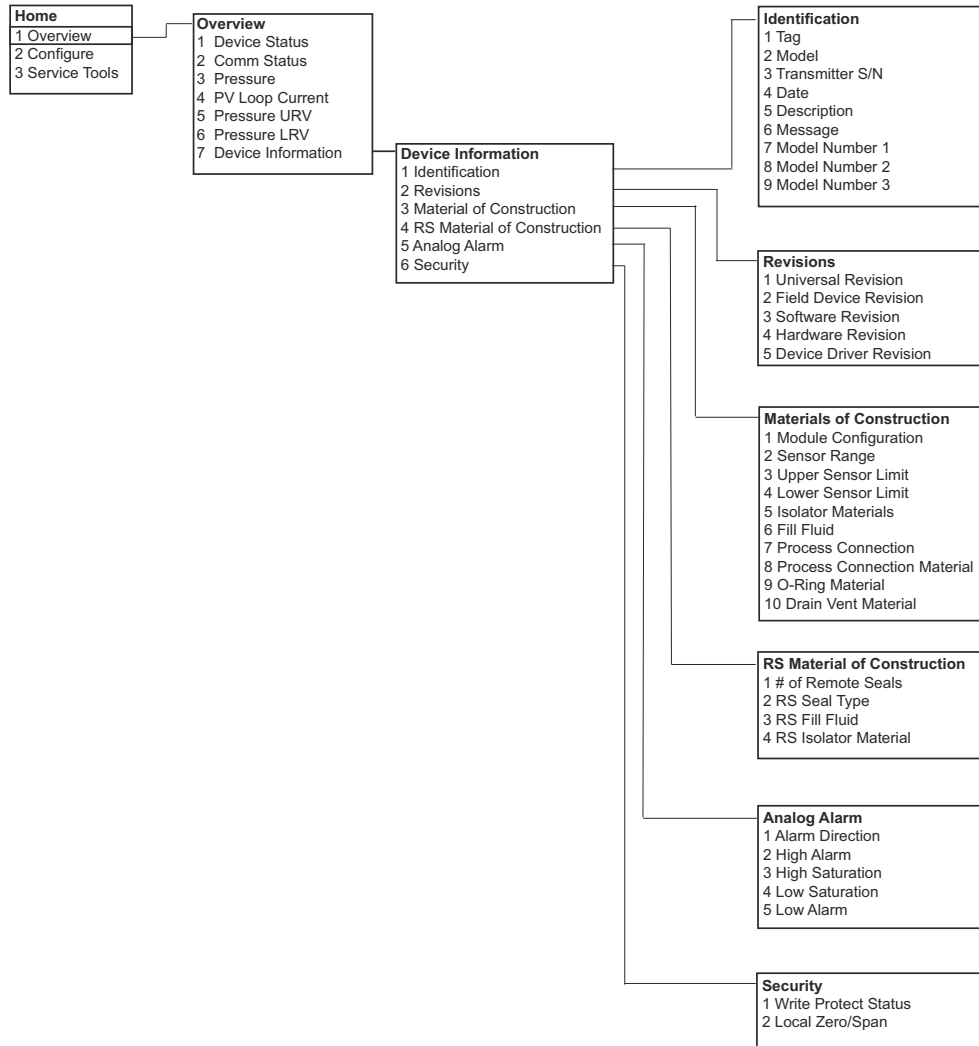 Home
1 Overview
2 Configure
3 Service Tools
Overview
1 Device Status
2 Comm Status
3 Pressure
4 PV Loop Current
5 Pressure URV
6 Pressure LRV
7 Device Information
Device Information
1 Identification
2 Revisions
3 Material of Construction
4 RS Material of Construction
5 Analog Alarm
6 Security
Identification
1 Tag
2 Model
3 Transmitter S/N
4 Date
5 Description
6 Message
7 Model Number 1
8 Model Number 2
9 Model Number 3
Revisions
1 Universal Revision
2 Field Device Revision
3 Software Revision
4 Hardware Revision
5 Device Driver Revision
Materials of Construction
1 Module Configuration
2 Sensor Range
3 Upper Sensor Limit
4 Lower Sensor Limit
5 Isolator Materials
6 Fill Fluid
7 Process Connection
8 Process Connection Material
9 O-Ring Material
10 Drain Vent Material
RS Material of Construction
1 # of Remote Seals
2 RS Seal Type
3 RS Fill Fluid
4 RS Isolator Material
Analog Alarm
1 Alarm Direction
2 High Alarm
3 High Saturation
4 Low Saturation
5 Low Alarm
Security
1 Write Protect Status
2 Local Zero/Span